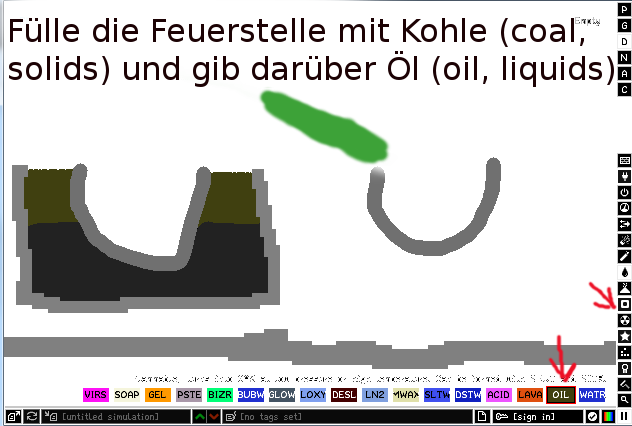 Empty
Fülle die Feuerstelle mit Kohle (coal,
solids) und gib darüber Öl (oil, liquids)
P
G
D
N
A
C
VIRS SOAP GEL PSTE BIZR BUBW GLOW LOXY DESL LN2 MWAX SLTW DSTW ACID LAVA OIL WATR
[untitled simulation] [no tags set] [sign in]